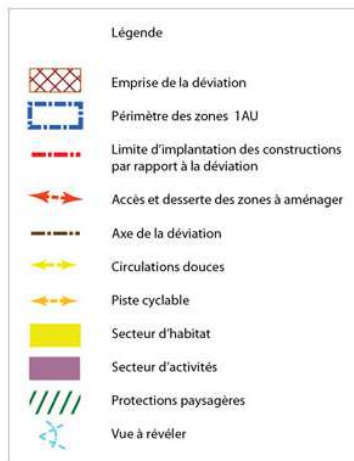 Légende
Emprise de la déviation
Périmètre des zones 1AU
Limite d'implantation des constructions
par rapport à la déviation
Accès et desserte des zones à aménager
Axe de la déviation
Circulations douces
Piste cyclable
Secteur d'habitat
Secteur d'activités
Protections paysagères
Vue à révéler